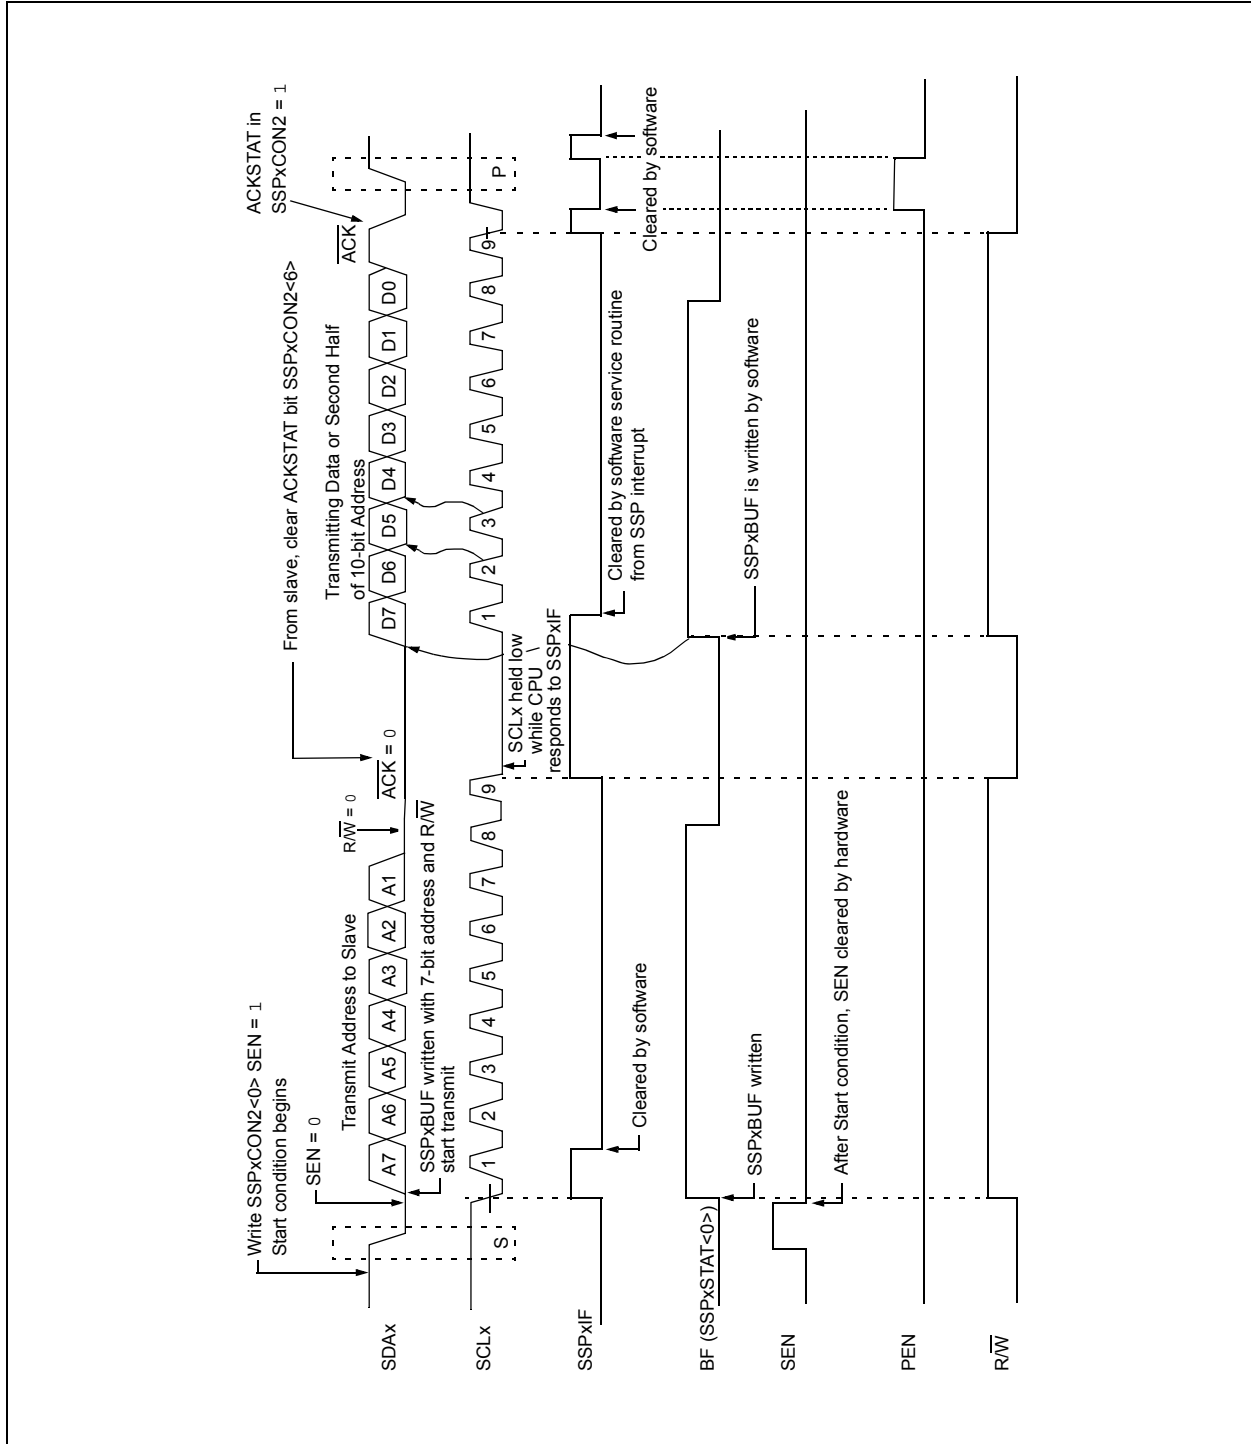 Write SSPxCON2<0> SEN = 1
Start condition begins
SEN = 0
Transmit Address to Slave
R/W = 0
From slave, clear ACKSTAT bit SSPxCON2<6>
ACK = 0
Transmitting Data or Second Half
of 10-bit Address
ACKSTAT in
SSPxCON2 = 1
ACK
SDAx
A7 A6 A5 A4 A3 A2 A1
D7 D6 D5 D4 D3 D2 D1 D0
SSPxBUF written with 7-bit address and R/W
start transmit
SCLx
S
1 2 3 4 5 6 7 8 9
1 2 3 4 5 6 7 8 9
P
SCLx held low
while CPU
responds to SSPxIF
SSPxIF
Cleared by software
Cleared by software service routine
from SSP interrupt
Cleared by software
BF (SSPxSTAT<0>)
SSPxBUF written
SSPxBUF is written by software
SEN
After Start condition, SEN cleared by hardware
PEN
R/W